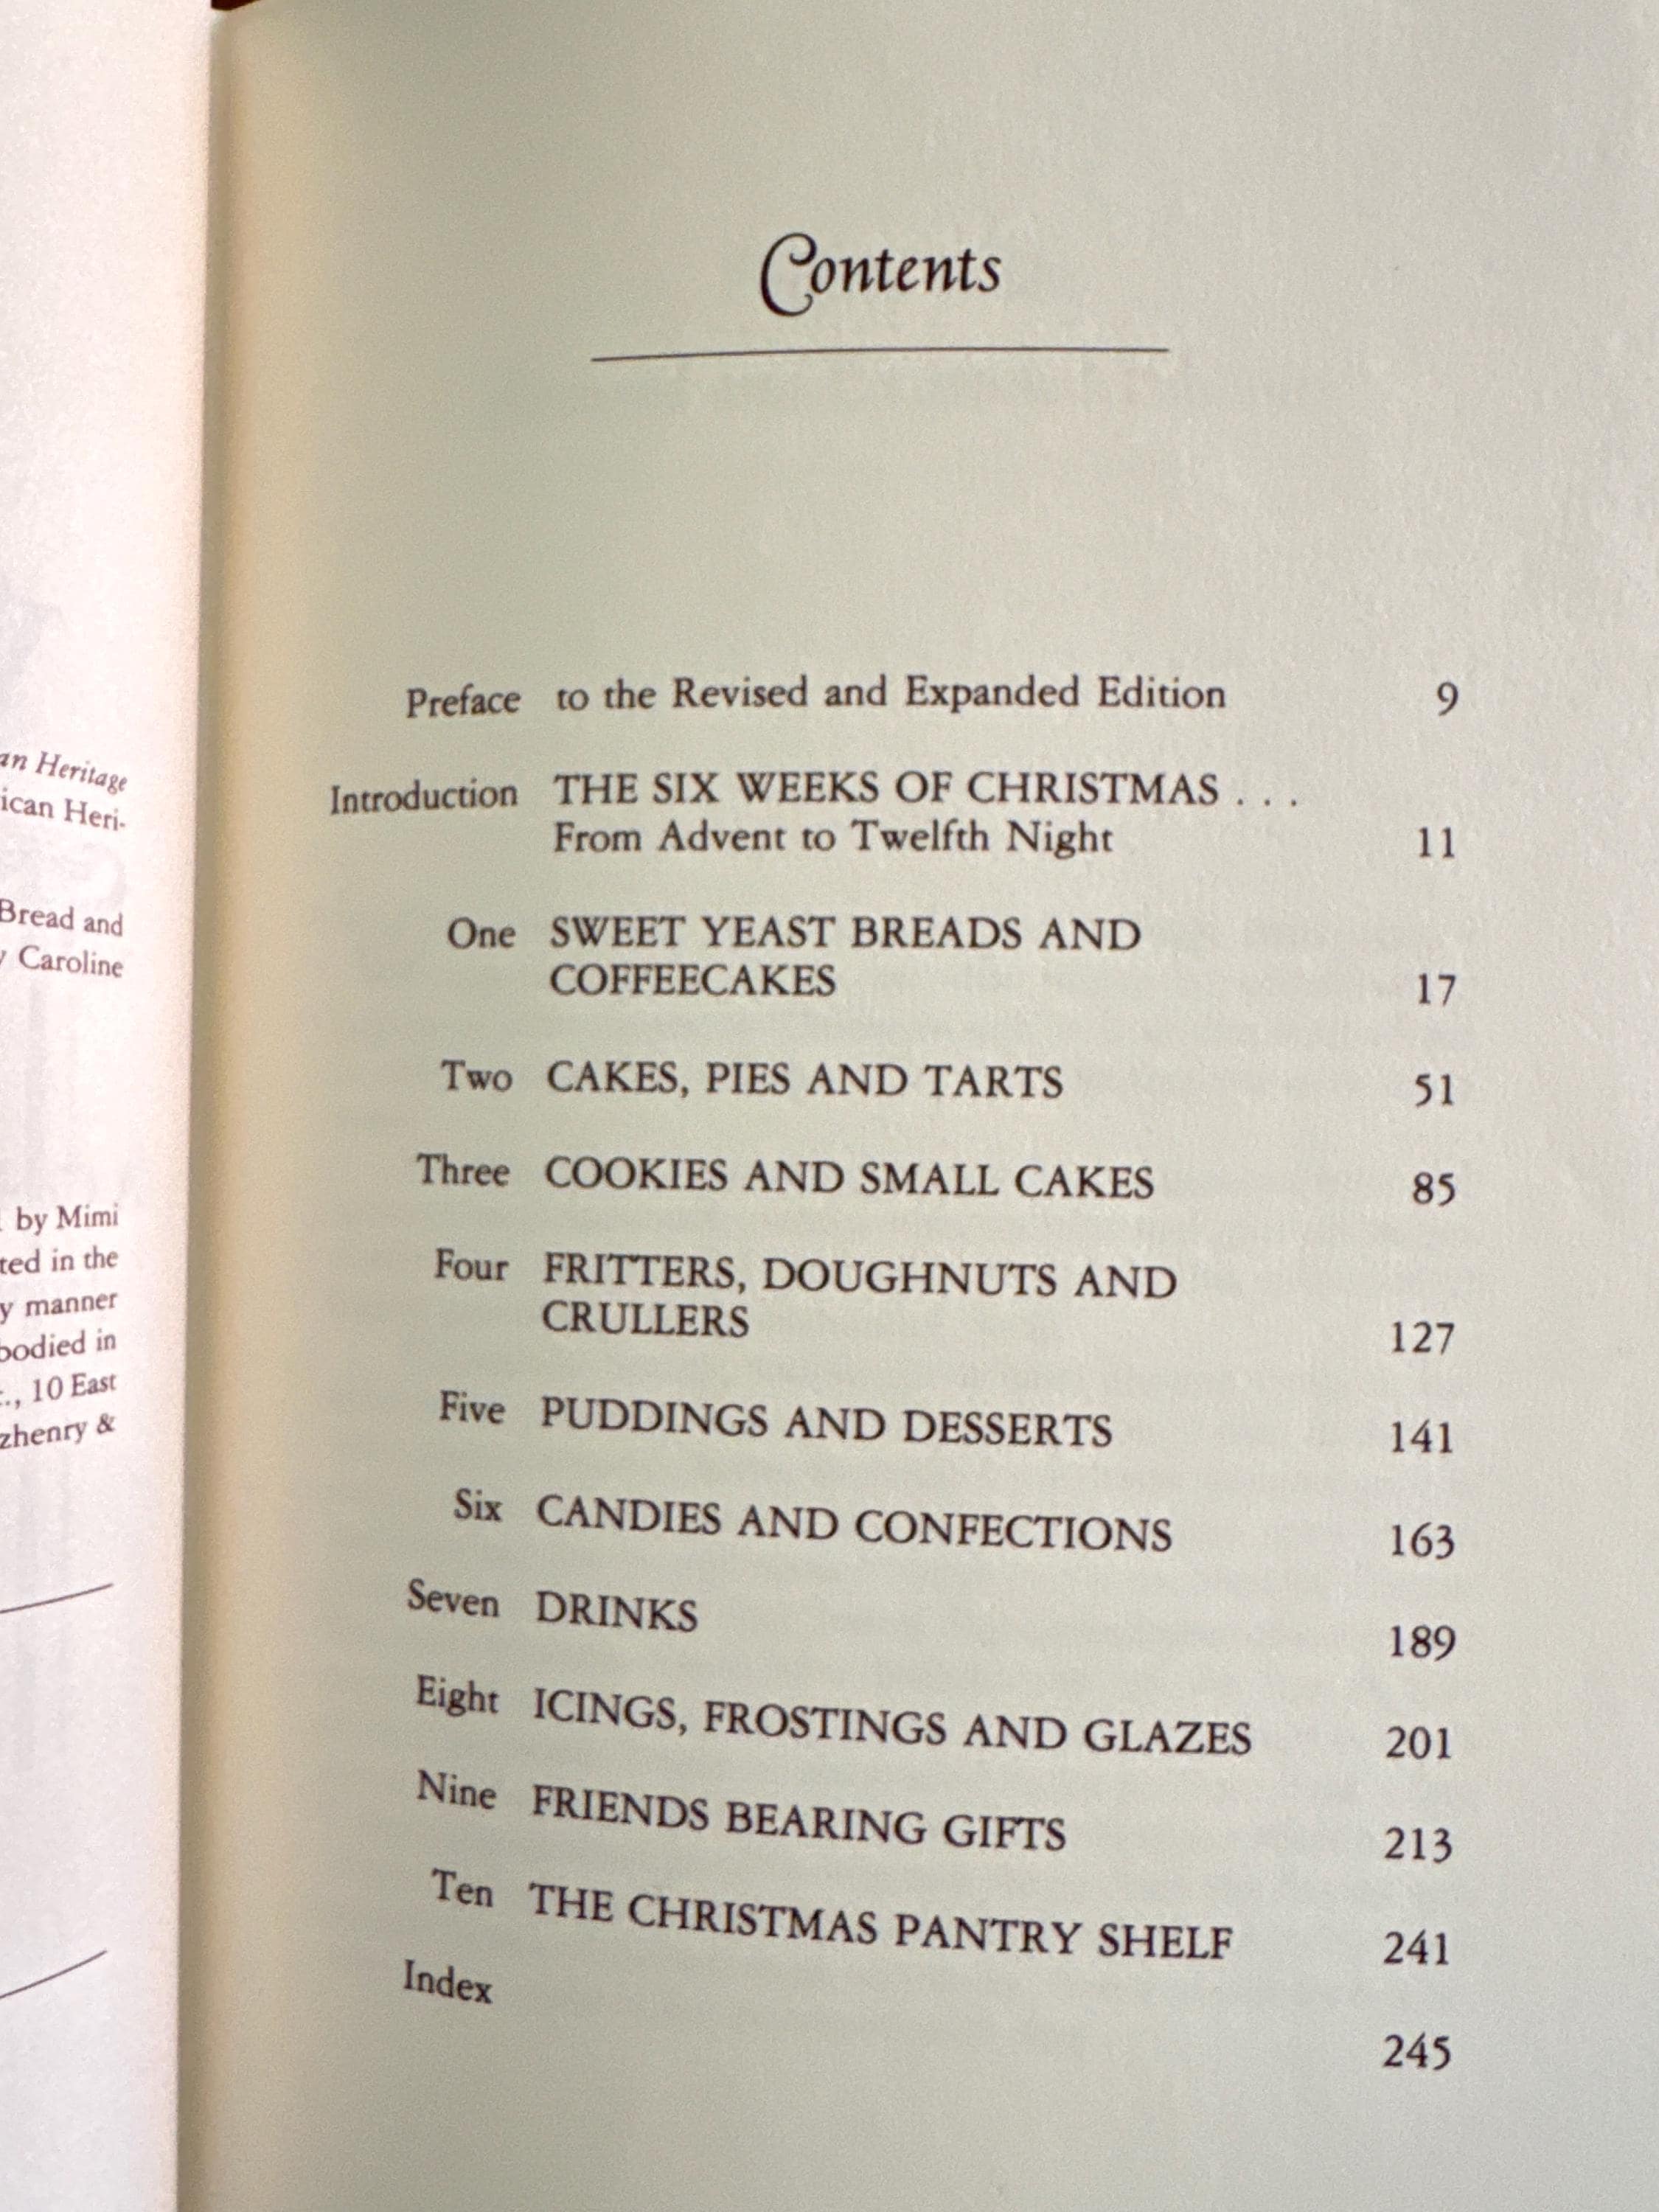 an Heritage
ican Heri-
Bread and
Caroline
by Mimi
ted in the
y manner
bodied in
., 10 East
zhenry &
Contents
Preface to the Revised and Expanded Edition 9
Introduction THE SIX WEEKS OF CHRISTMAS . . .
From Advent to Twelfth Night 11
One SWEET YEAST BREADS AND
COFFEECAKES 17
Two CAKES, PIES AND TARTS 51
Three COOKIES AND SMALL CAKES 85
Four FRITTERS, DOUGHNUTS AND
CRULLERS 127
Five PUDDINGS AND DESSERTS 141
Six CANDIES AND CONFECTIONS 163
Seven DRINKS 189
Eight ICINGS, FROSTINGS AND GLAZES 201
Nine FRIENDS BEARING GIFTS 213
Ten THE CHRISTMAS PANTRY SHELF 241
Index 245